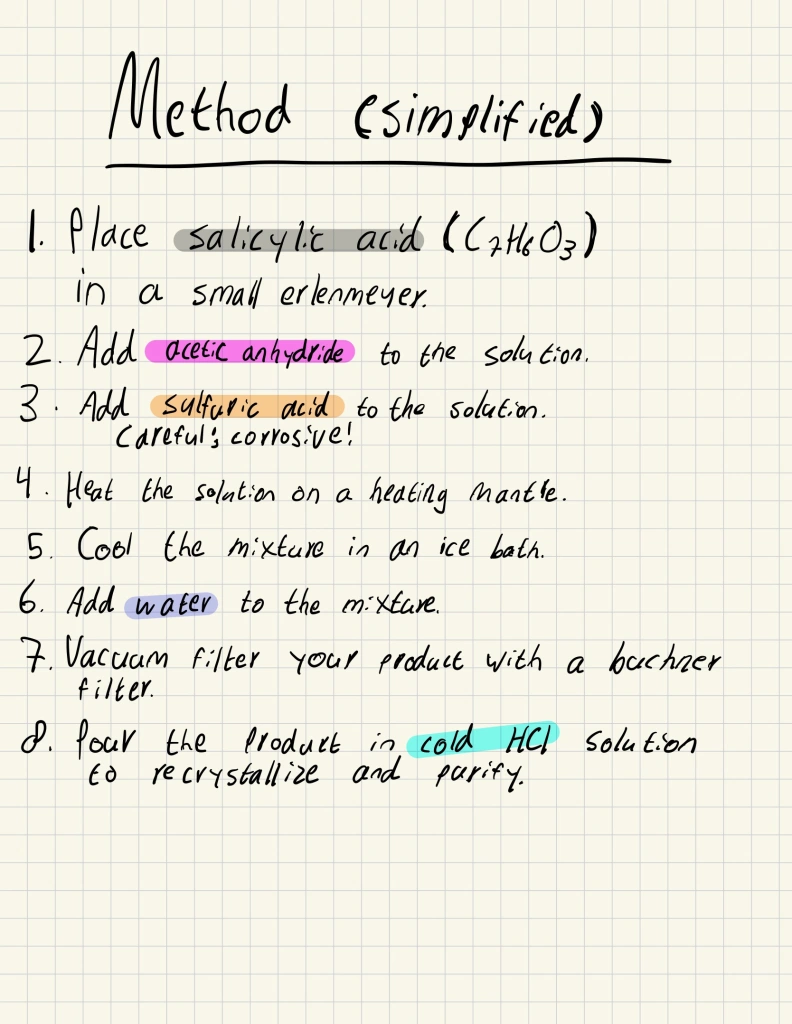 Method (simplified)
1. Place salicylic acid (C₇H₆O₃)
in a small erlenmeyer.
2. Add acetic anhydride to the solution.
3. Add sulfuric acid to the solution.
Careful; corrosive!
4. Heat the solution on a heating mantle.
5. Cool the mixture in an ice bath.
6. Add water to the mixture.
7. Vacuum filter your product with a buchner
filter.
8. Pour the product in cold HCl solution
to recrystallize and purify.